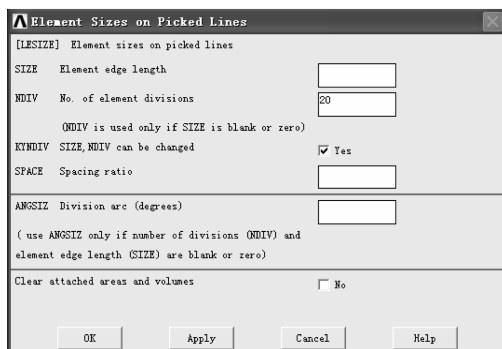 Element Sizes on Picked Lines
[LESIZE] Element sizes on picked lines
SIZE Element edge length
NDIV No. of element divisions 20
(NDIV is used only if SIZE is blank or zero)
KYNDIV SIZE,NDIV can be changed Yes
SPACE Spacing ratio
ANGSIZ Division arc (degrees)
( use ANGSIZ only if number of divisions (NDIV) and
element edge length (SIZE) are blank or zero)
Clear attached areas and volumes No
OK Apply Cancel Help